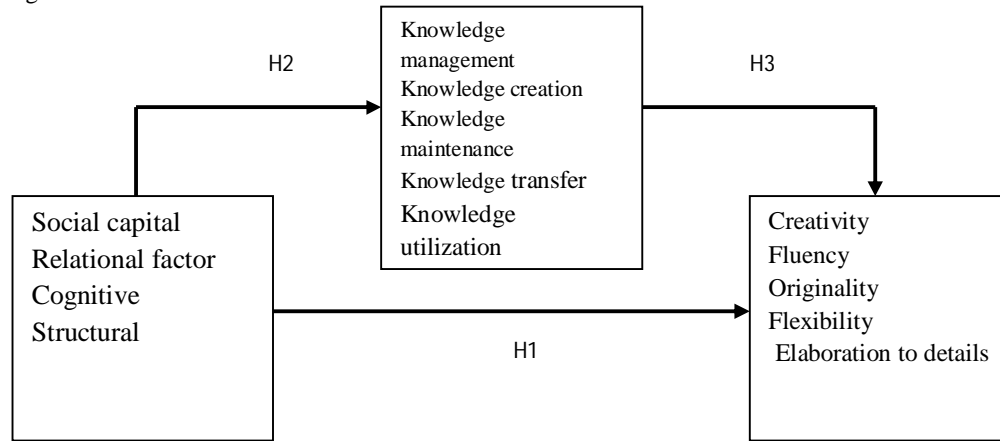 H2
Knowledge
management
Knowledge creation
Knowledge
maintenance
Knowledge transfer
Knowledge
utilization
H3
Social capital
Relational factor
Cognitive
Structural
H1
Creativity
Fluency
Originality
Flexibility
Elaboration to details